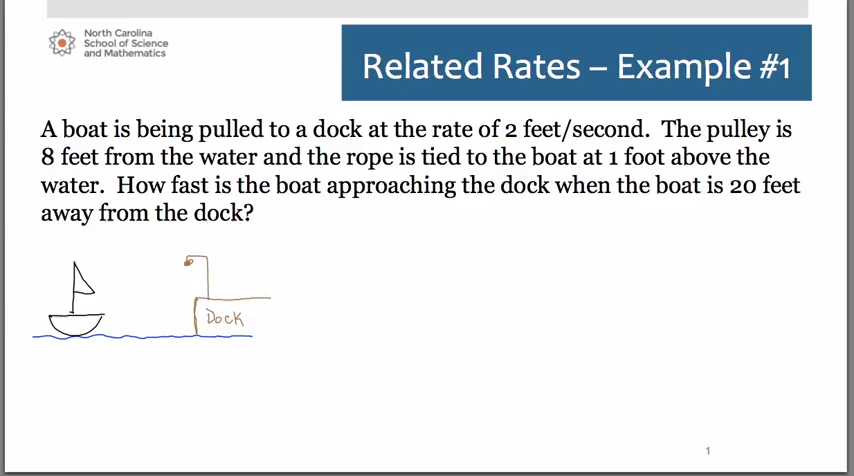 North Carolina
School of Science
and Mathematics
Related Rates – Example #1
A boat is being pulled to a dock at the rate of 2 feet/second. The pulley is
8 feet from the water and the rope is tied to the boat at 1 foot above the
water. How fast is the boat approaching the dock when the boat is 20 feet
away from the dock?
Dock
1